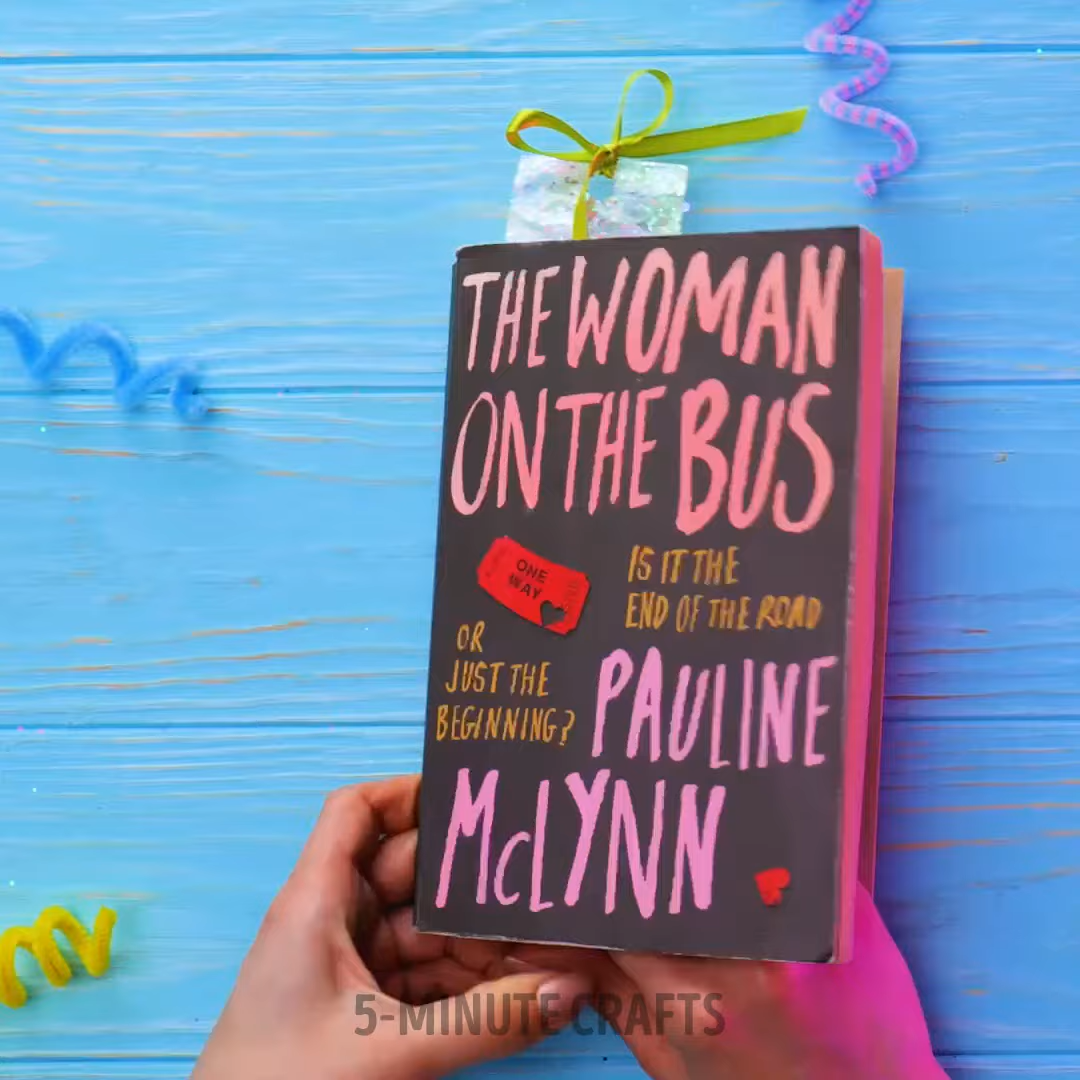 THE WOMAN
ON THE BUS
ONE
WAY
IS IT THE
END OF THE ROAD
OR
JUST THE
BEGINNING?
PAULINE
McLYNN
5-MINUTE CRAFTS